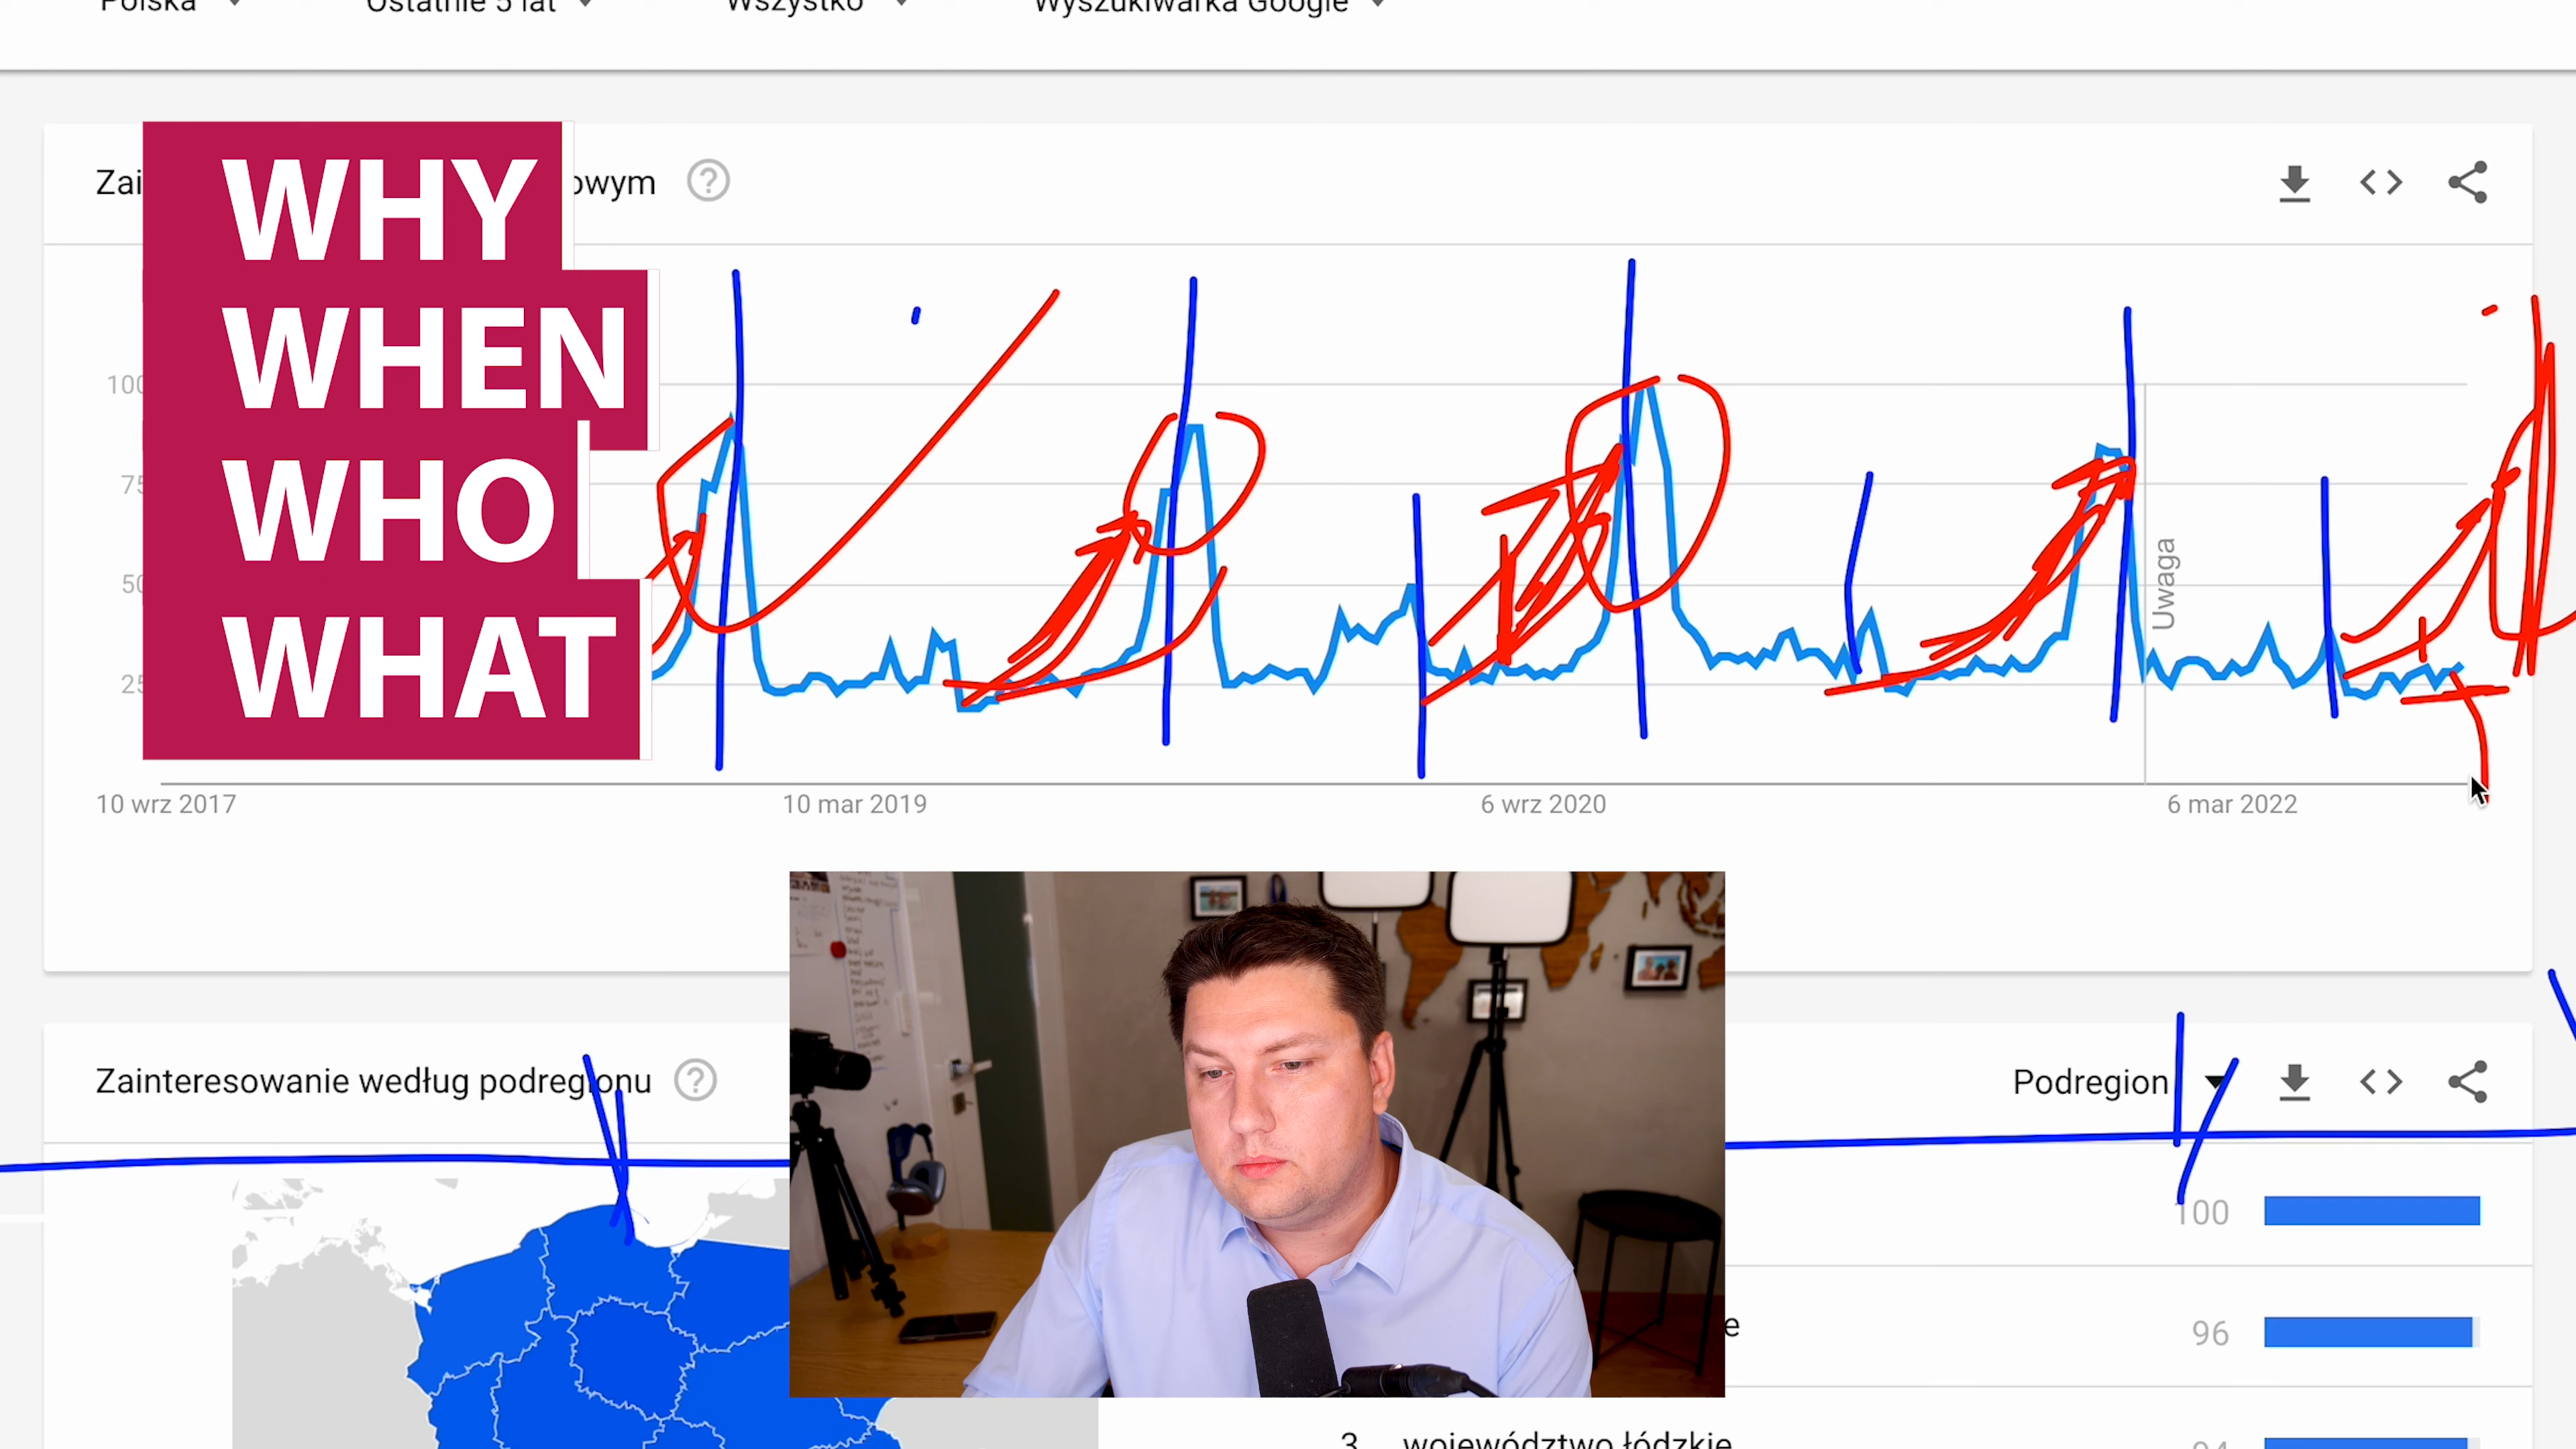 Polska Ostatnie 5 lat Wszystko Wyszukiwarka Google
Zai owym
WHY
WHEN
WHO
WHAT
100
75
50
25
Uwaga
10 wrz 2017 10 mar 2019 6 wrz 2020 6 mar 2022
Zainteresowanie według podregionu Podregion
100
e 96
3 województwo łódzkie 94